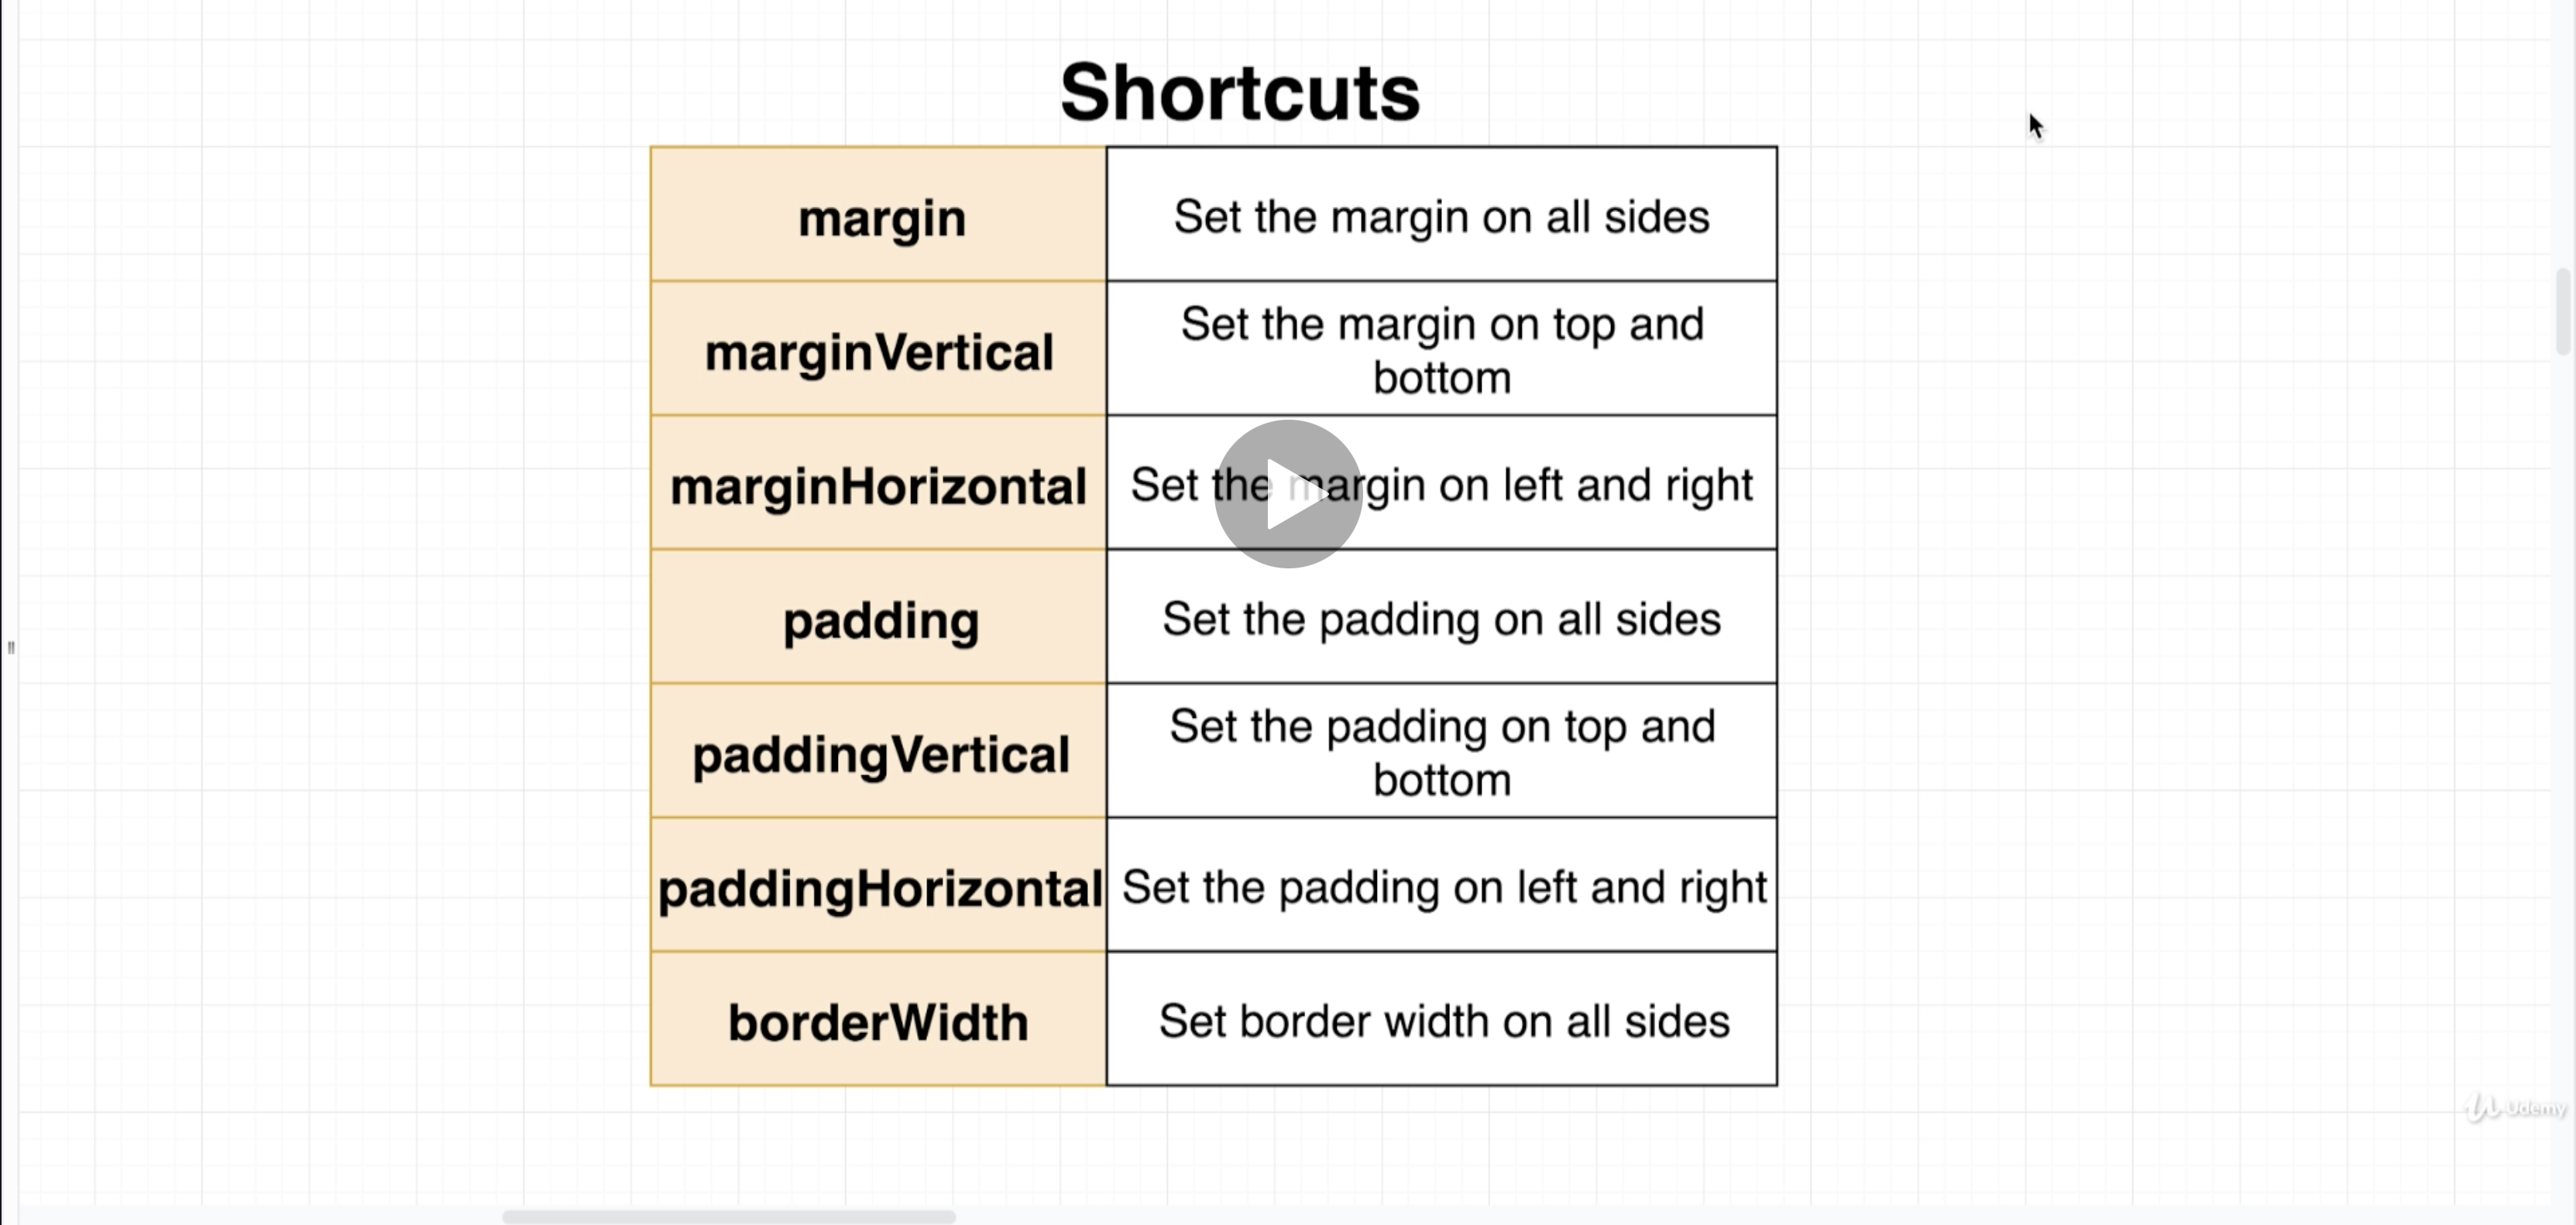 Shortcuts
margin
Set the margin on all sides
marginVertical
Set the margin on top and
bottom
marginHorizontal
Set the margin on left and right
padding
Set the padding on all sides
paddingVertical
Set the padding on top and
bottom
paddingHorizontal
Set the padding on left and right
borderWidth
Set border width on all sides
Udemy